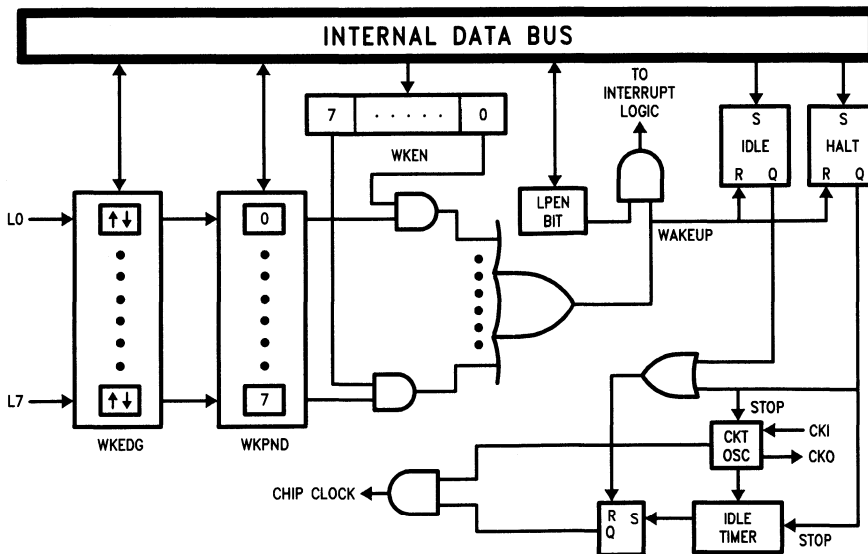 INTERNAL DATA BUS
TO
INTERRUPT
LOGIC
7 . . . . . 0
WKEN
S
IDLE
R Q
S
HALT
R Q
LPEN
BIT
WAKEUP
L0
↑↓
0
L7
↑↓
7
WKEDG
WKPND
STOP
CKT
OSC
CKI
CKO
CHIP CLOCK
R S
Q
IDLE
TIMER
STOP